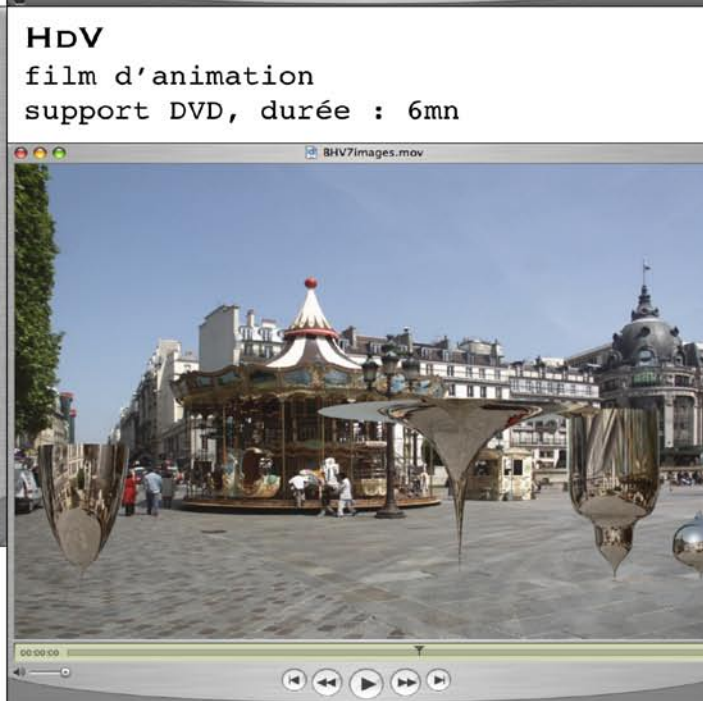 HDV
film d'animation
support DVD, durée : 6mn
BHV7images.mov
00:00:00